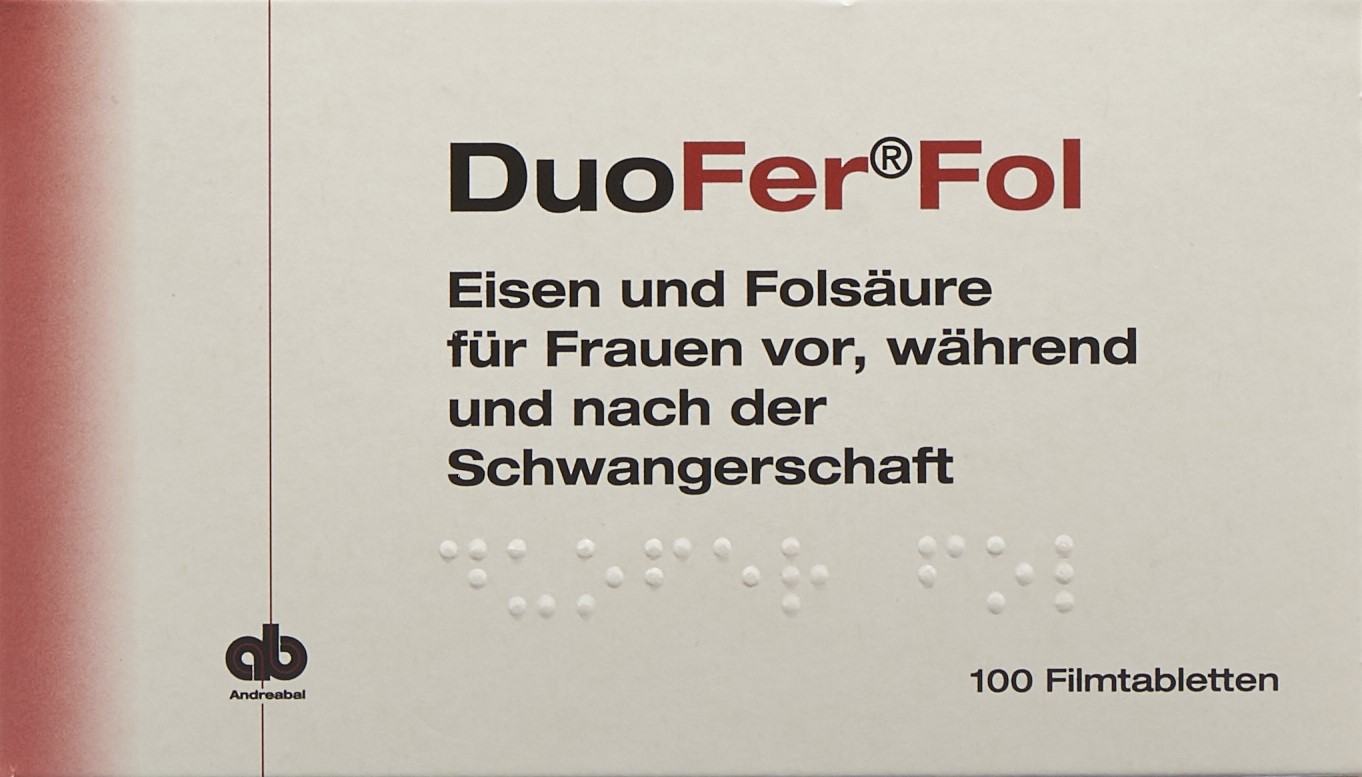 DuoFer®Fol
Eisen und Folsäure
für Frauen vor, während
und nach der
Schwangerschaft
⠙⠥⠕⠋⠑⠗ ⠋⠕⠇
ab
Andreabal
100 Filmtabletten